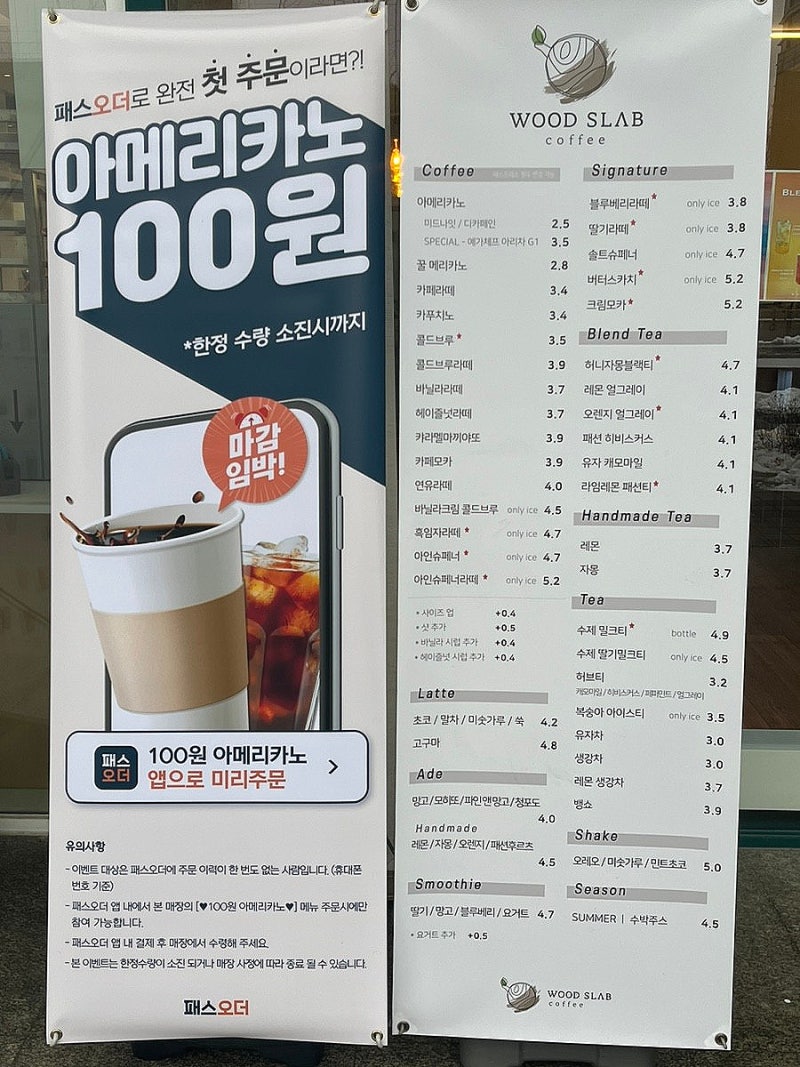 패스오더로 완전 첫 주문이라면?!
아메리카노
100원
*한정 수량 소진시까지
마감
임박!
패스
오더
100원 아메리카노
앱으로 미리주문
유의사항
- 이벤트 대상은 패스오더에 주문 이력이 한 번도 없는 사람입니다. (휴대폰
번호 기준)
- 패스오더 앱 내에서 본 매장의 [♥100원 아메리카노♥] 메뉴 주문시에만
참여 가능합니다.
- 패스오더 앱 내 결제 후 매장에서 수령해 주세요.
- 본 이벤트는 한정수량이 소진 되거나 매장 사정에 따라 종료 될 수 있습니다.
패스오더
WOOD SLAB
coffee
Coffee
아메리카노
미드나잇 / 디카페인 2.5
SPECIAL - 예가체프 아리차 G1 3.5
꿀 메리카노 2.8
카페라떼 3.4
카푸치노 3.4
콜드브루* 3.5
콜드브루라떼 3.9
바닐라라떼 3.7
헤이즐넛라떼 3.7
캬라멜마끼아또 3.9
카페모카 3.9
연유라떼 4.0
바닐라크림 콜드브루 only ice 4.5
흑임자라떼* only ice 4.7
아인슈페너* only ice 4.7
아인슈페너라떼* only ice 5.2
• 사이즈 업 +0.4
• 샷 추가 +0.5
• 바닐라 시럽 추가 +0.4
• 헤이즐넛 시럽 추가 +0.4
Latte
초코 / 말차 / 미숫가루 / 쑥 4.2
고구마 4.8
Ade
망고/모히또/파인앤망고/청포도
4.0
Handmade
레몬/자몽/오렌지/패션후르츠
4.5
Smoothie
딸기/망고/블루베리/요거트 4.7
• 요거트 추가 +0.5
Signature
블루베리라떼* only ice 3.8
딸기라떼* only ice 3.8
솔트슈페너 only ice 4.7
버터스카치* only ice 5.2
크림모카* 5.2
Blend Tea
허니자몽블랙티* 4.7
레몬 얼그레이 4.1
오렌지 얼그레이* 4.1
패션 히비스커스 4.1
유자 캐모마일 4.1
라임레몬 패션티* 4.1
Handmade Tea
레몬 3.7
자몽 3.7
Tea
수제 밀크티* bottle 4.9
수제 딸기밀크티 only ice 4.5
허브티 3.2
캐모마일/히비스커스/페퍼민트/얼그레이
복숭아 아이스티 only ice 3.5
유자차 3.0
생강차 3.0
레몬 생강차 3.7
뱅쇼 3.9
Shake
오레오/미숫가루/민트초코 5.0
Season
SUMMER | 수박주스 4.5
WOOD SLAB
coffee